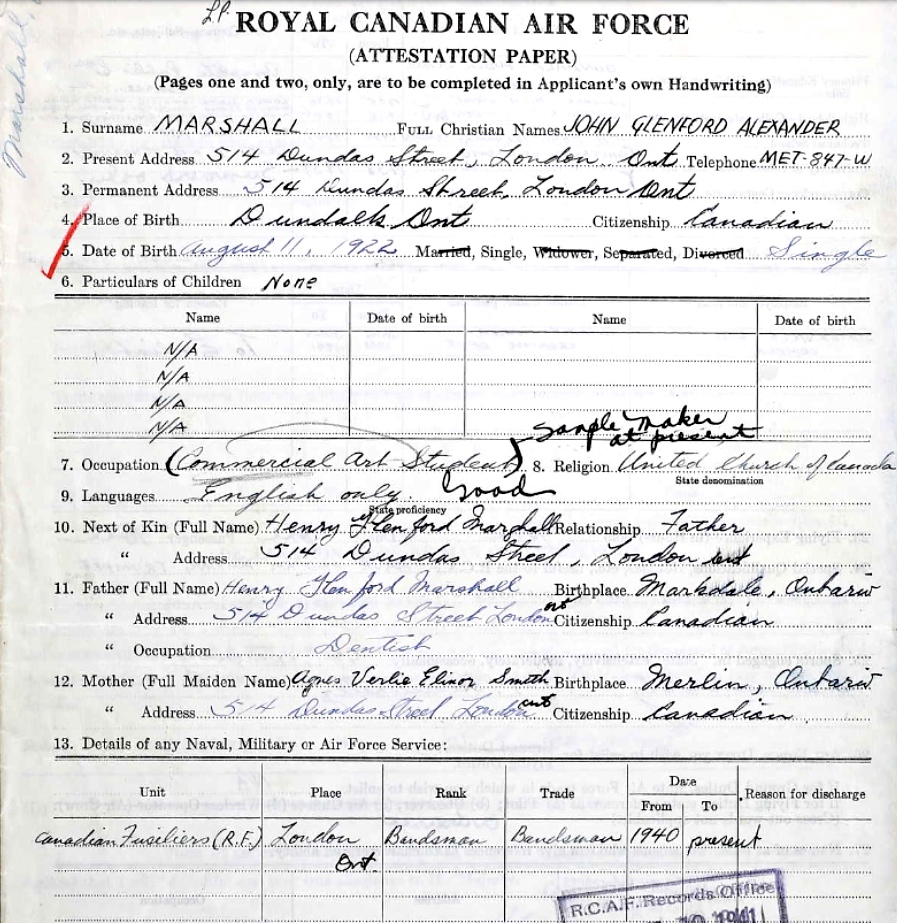 L.P.
ROYAL CANADIAN AIR FORCE
(ATTESTATION PAPER)
(Pages one and two, only, are to be completed in Applicant's own Handwriting)
Marshall
1. Surname MARSHALL FULL Christian Names JOHN GLENFORD ALEXANDER
2. Present Address 514 Dundas Street, London Ont Telephone MET-847-W
3. Permanent Address 514 Dundas Street, London Ont
4. Place of Birth Dundalk Ont Citizenship Canadian
5. Date of Birth August 11, 1922 Married, Single, Widower, Separated, Divorced Single
6. Particulars of Children None
Name Date of birth Name Date of birth
N/A
N/A
N/A
N/A
Sample Maker
at present
7. Occupation (Commercial Art Student) 8. Religion United Church of Canada
State denomination
9. Languages English only. Good
State proficiency
10. Next of Kin (Full Name) Henry Glenford Marshall Relationship Father
" Address 514 Dundas Street, London Ont
11. Father (Full Name) Henry Glenford Marshall Birthplace Markdale, Ontario
" Address 514 Dundas Street London Ont Citizenship Canadian
" Occupation Dentist
12. Mother (Full Maiden Name) Agnes Verlie Elinor Smith Birthplace Merlin, Ontario
" Address 514 Dundas Street London Ont Citizenship Canadian
13. Details of any Naval, Military or Air Force Service:
Unit Place Rank Trade Date From To Reason for discharge
Canadian Fusiliers (R.F.) London Ont. Bandsman Bandsman 1940 present
R.C.A.F. Records Office